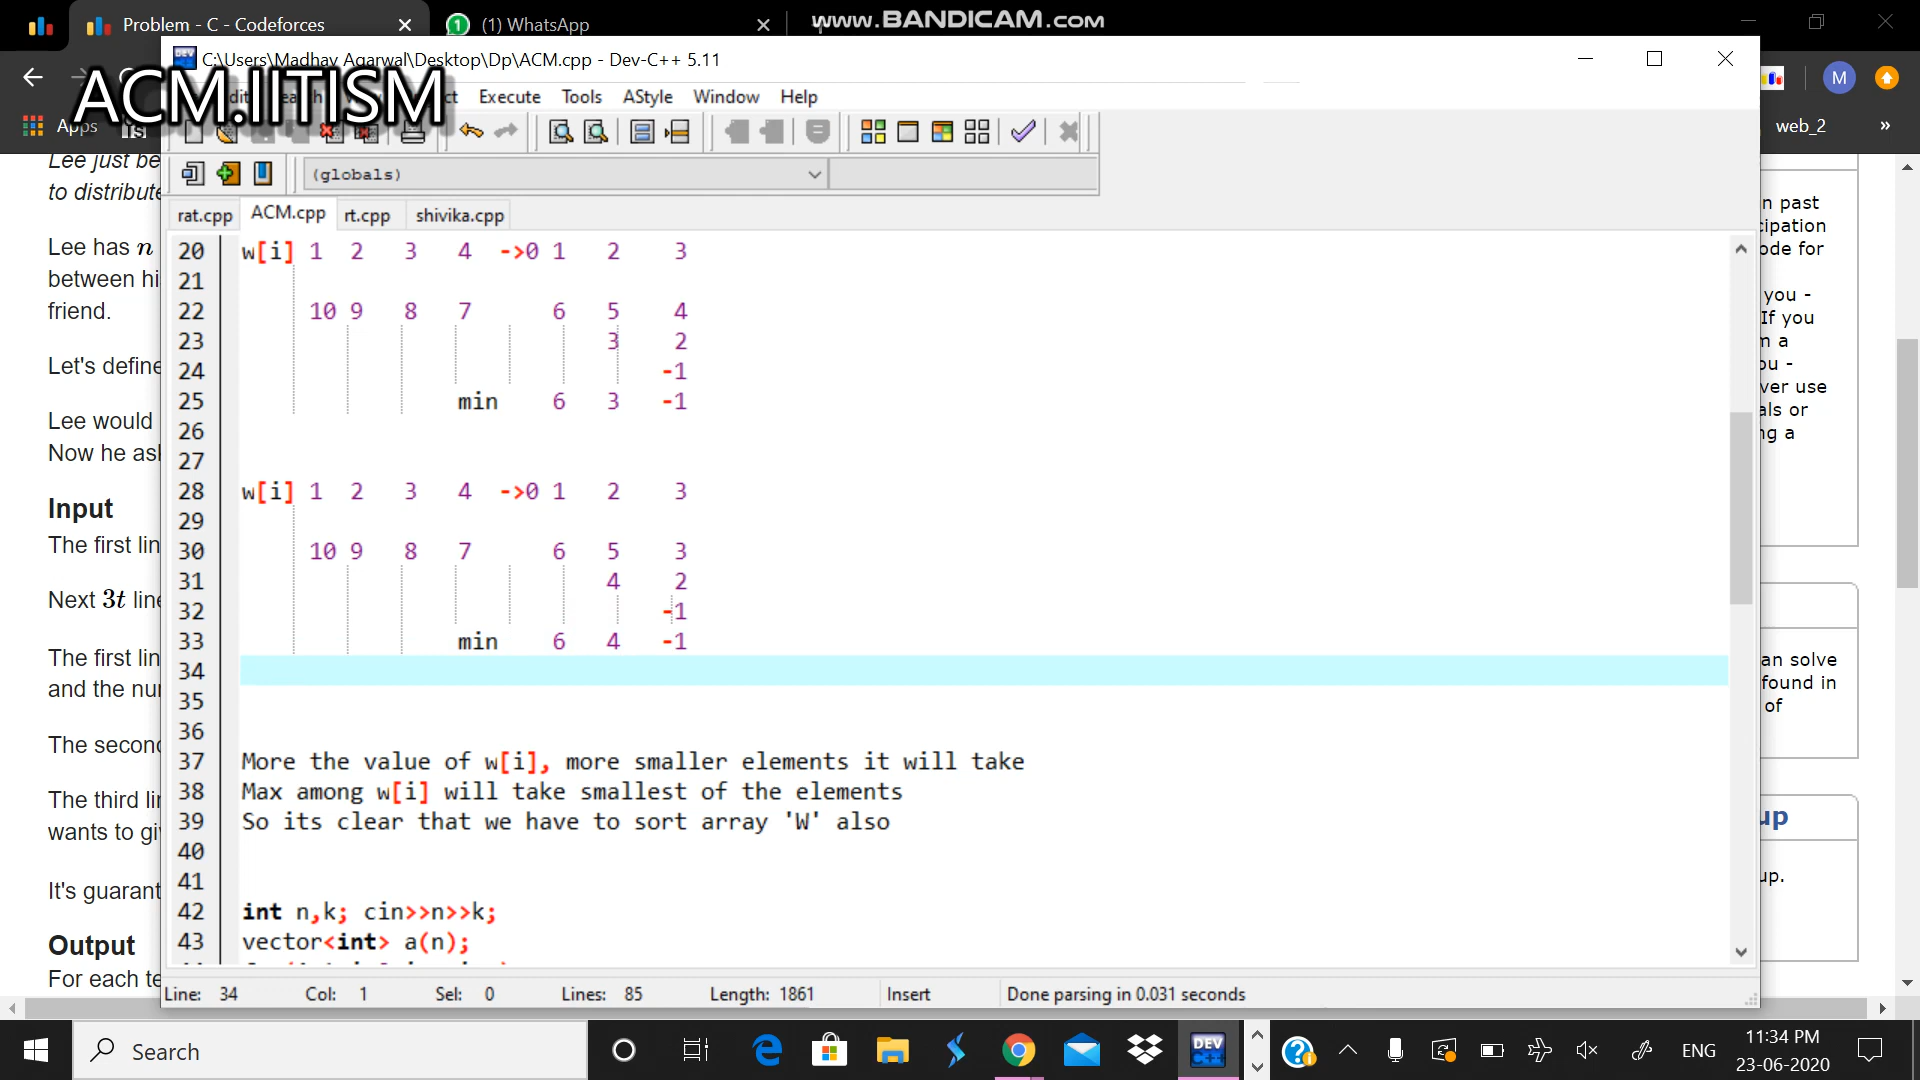 Problem - C - Codeforces
(1) WhatsApp
www.BANDICAM.com
C:\Users\Madhav Agarwal\Desktop\Dp\ACM.cpp - Dev-C++ 5.11
ACM.IITISM
Execute Tools AStyle Window Help
M
Apps
web_2
»
(globals)
rat.cpp ACM.cpp rt.cpp shivika.cpp
20 w[i] 1 2 3 4 ->0 1 2 3
21
22 10 9 8 7 6 5 4
23 3 2
24 -1
25 min 6 3 -1
26
27
28 w[i] 1 2 3 4 ->0 1 2 3
29
30 10 9 8 7 6 5 3
31 4 2
32 -1
33 min 6 4 -1
34
35
36
37 More the value of w[i], more smaller elements it will take
38 Max among w[i] will take smallest of the elements
39 So its clear that we have to sort array 'W' also
40
41
42 int n,k; cin>>n>>k;
43 vector<int> a(n);
Line: 34 Col: 1 Sel: 0 Lines: 85 Length: 1861 Insert Done parsing in 0.031 seconds
Lee just be
to distribute
Lee has n
between hi
friend.
Let's define
Lee would
Now he as
Input
The first lin
Next 3t line
The first lin
and the nu
The second
The third li
wants to gi
It's guarant
Output
For each te
n past
cipation
ode for
you -
If you
n a
ou -
ver use
als or
ng a
an solve
found in
of
up
up.
Search
DEV C++
ENG
11:34 PM
23-06-2020